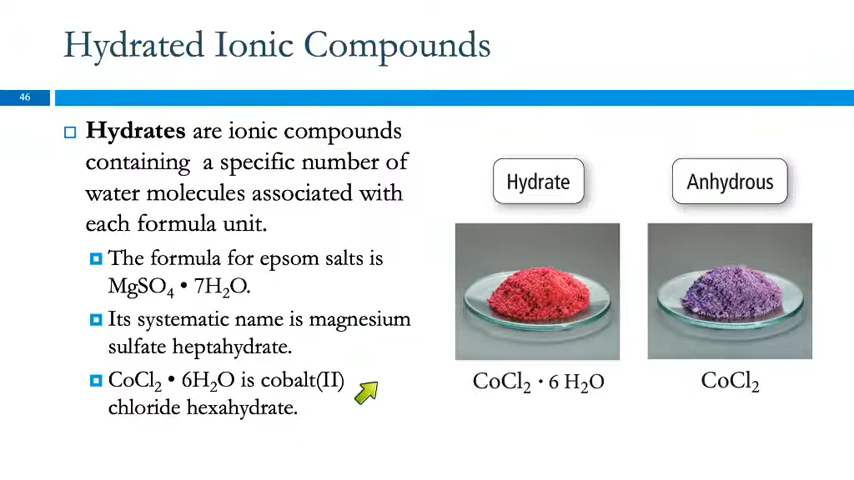 Hydrated Ionic Compounds
46
Hydrates are ionic compounds
containing a specific number of
water molecules associated with
each formula unit.
The formula for epsom salts is
MgSO₄ • 7H₂O.
Its systematic name is magnesium
sulfate heptahydrate.
CoCl₂ • 6H₂O is cobalt(II)
chloride hexahydrate.
Hydrate
Anhydrous
CoCl₂ · 6 H₂O
CoCl₂